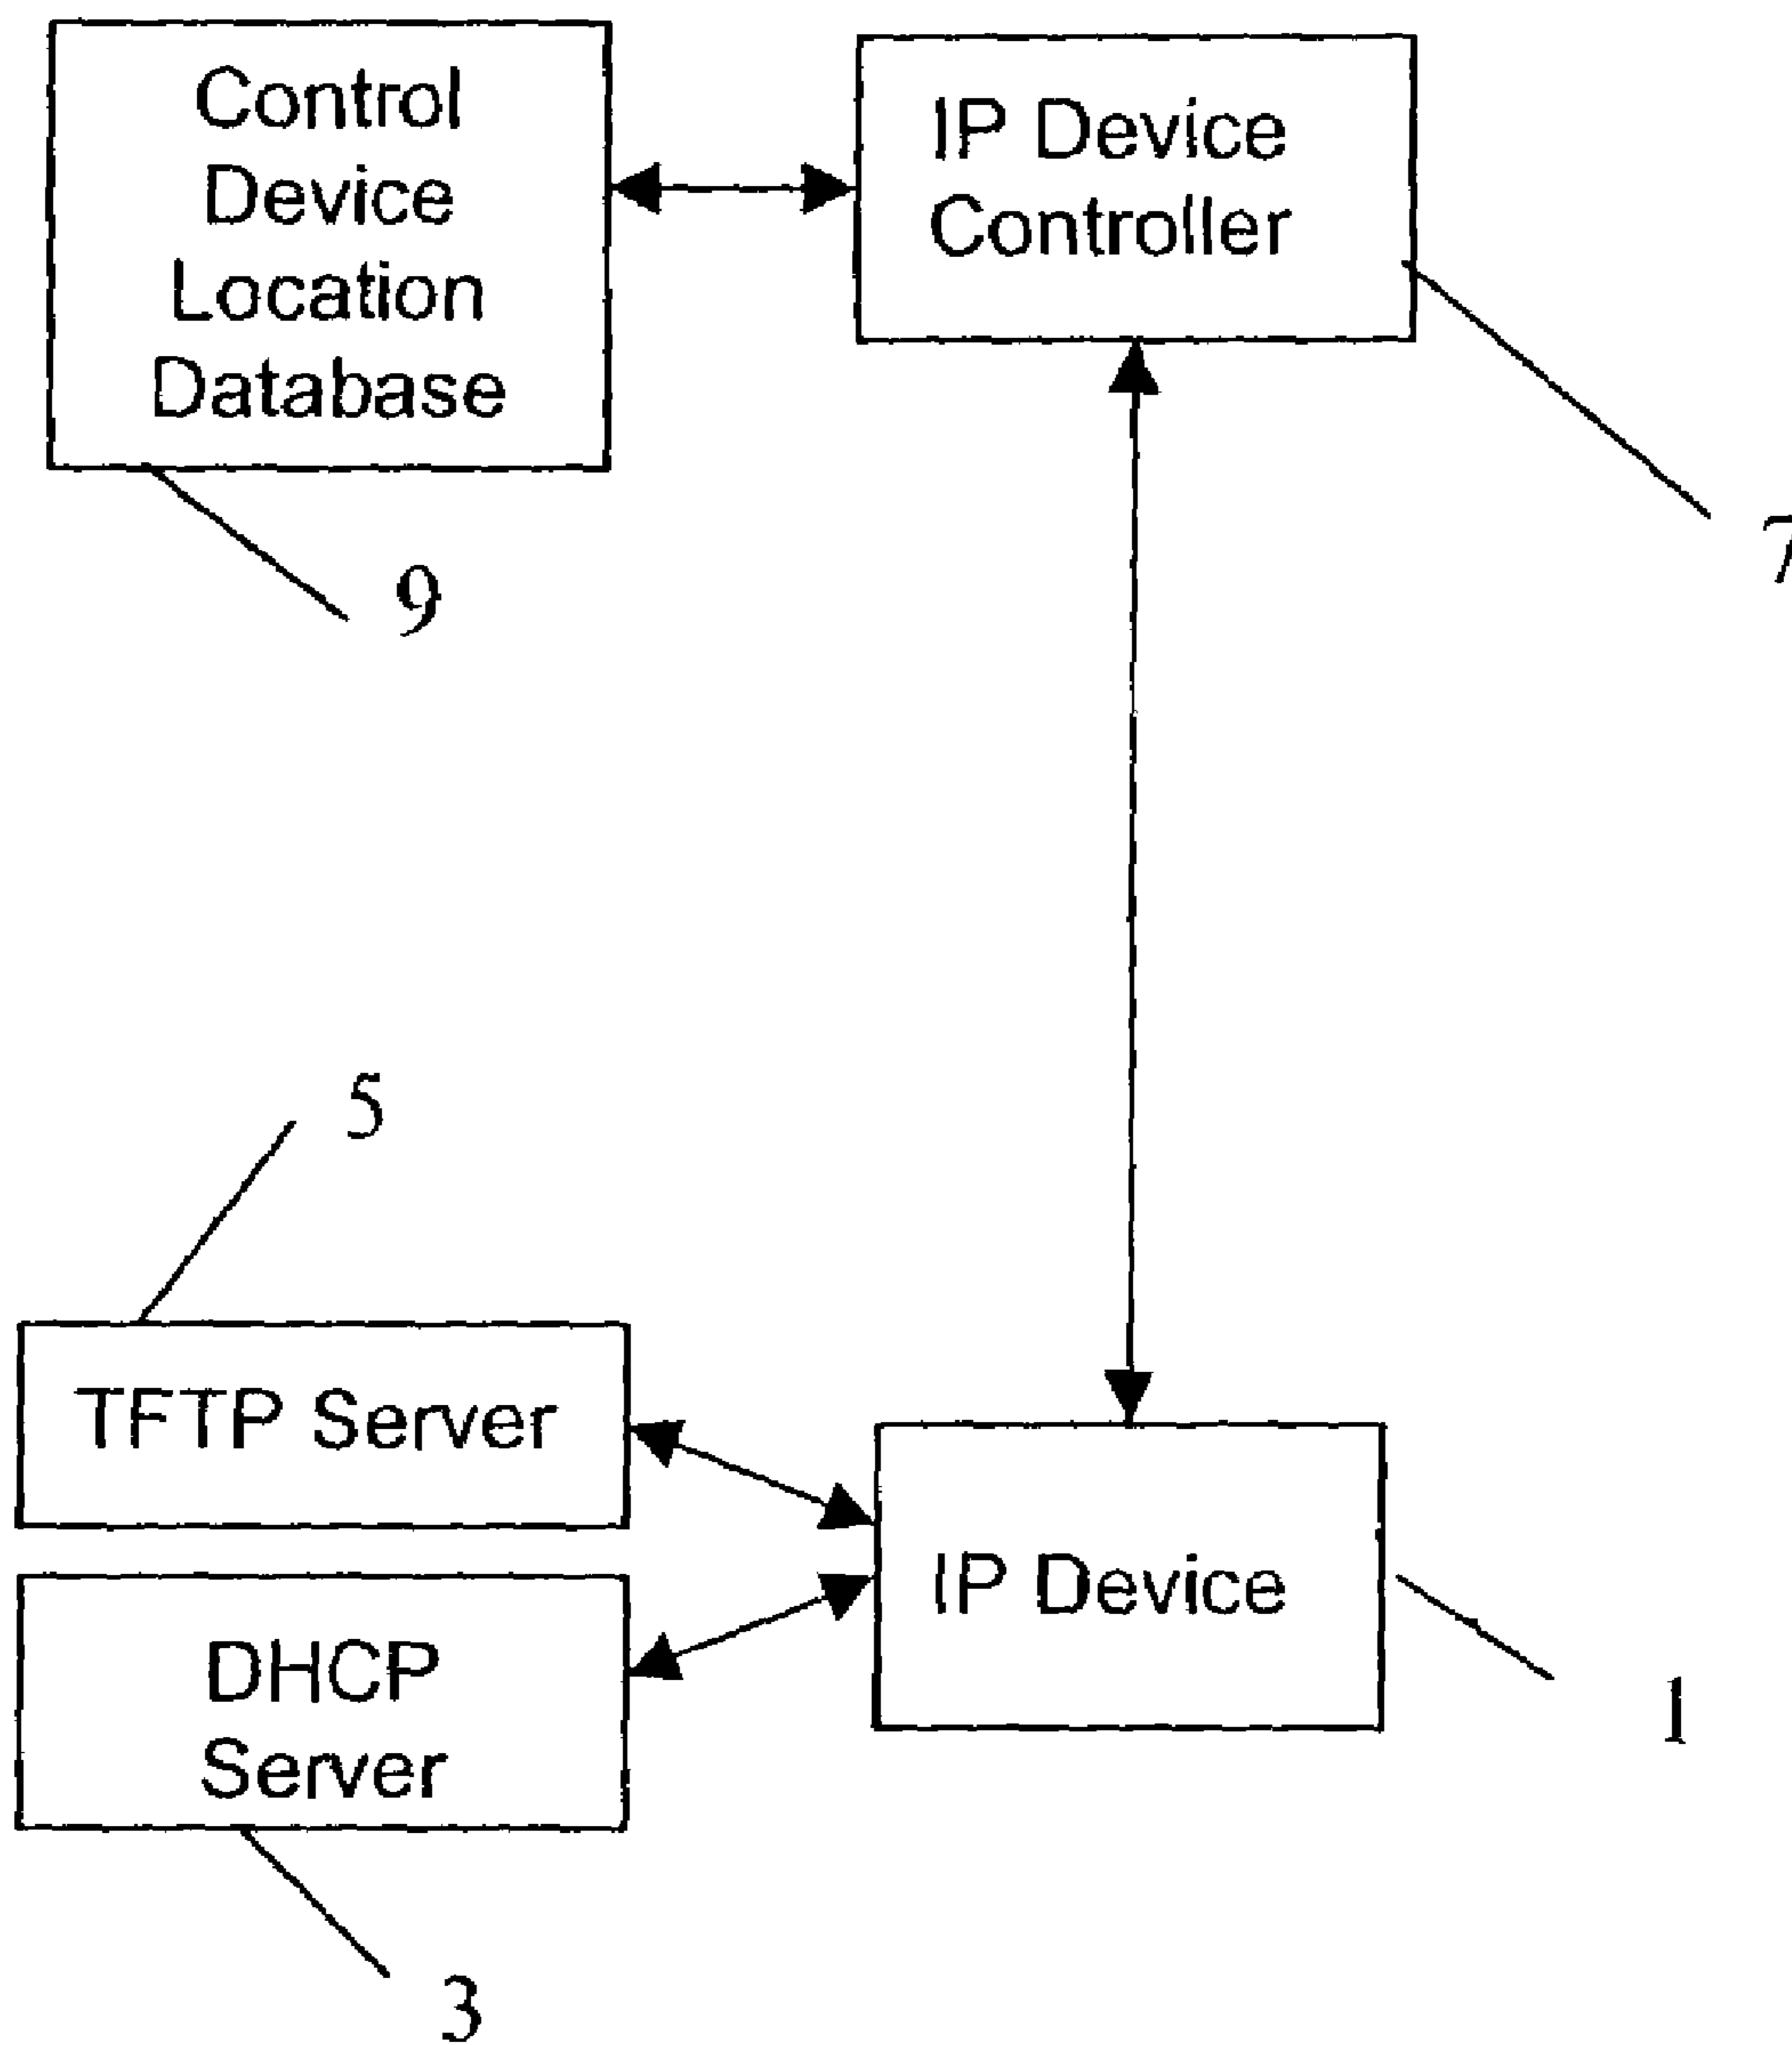 Control
Device
Location
Database
IP Device
Controller
9
7
5
TFTP Server
IP Device
DHCP
Server
1
3